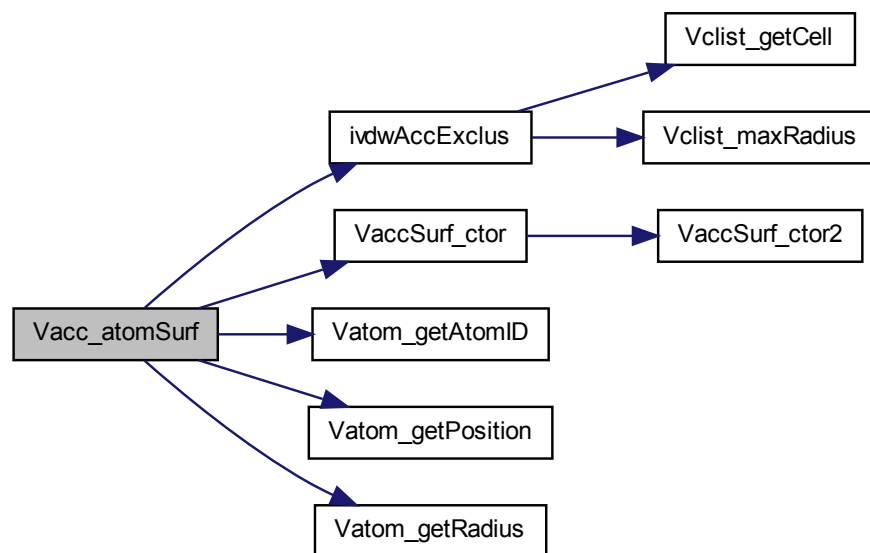 Vclist_getCell
ivdwAccExclus
Vclist_maxRadius
VaccSurf_ctor
VaccSurf_ctor2
Vacc_atomSurf
Vatom_getAtomID
Vatom_getPosition
Vatom_getRadius